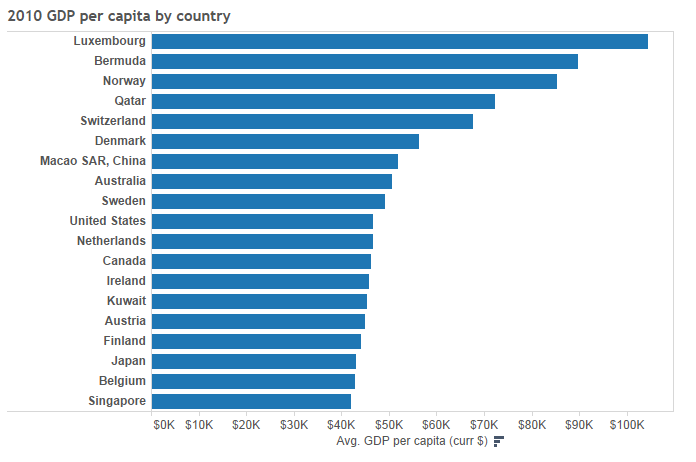 2010 GDP per capita by country
Luxembourg
Bermuda
Norway
Qatar
Switzerland
Denmark
Macao SAR, China
Australia
Sweden
United States
Netherlands
Canada
Ireland
Kuwait
Austria
Finland
Japan
Belgium
Singapore
$0K $10K $20K $30K $40K $50K $60K $70K $80K $90K $100K
Avg. GDP per capita (curr $)